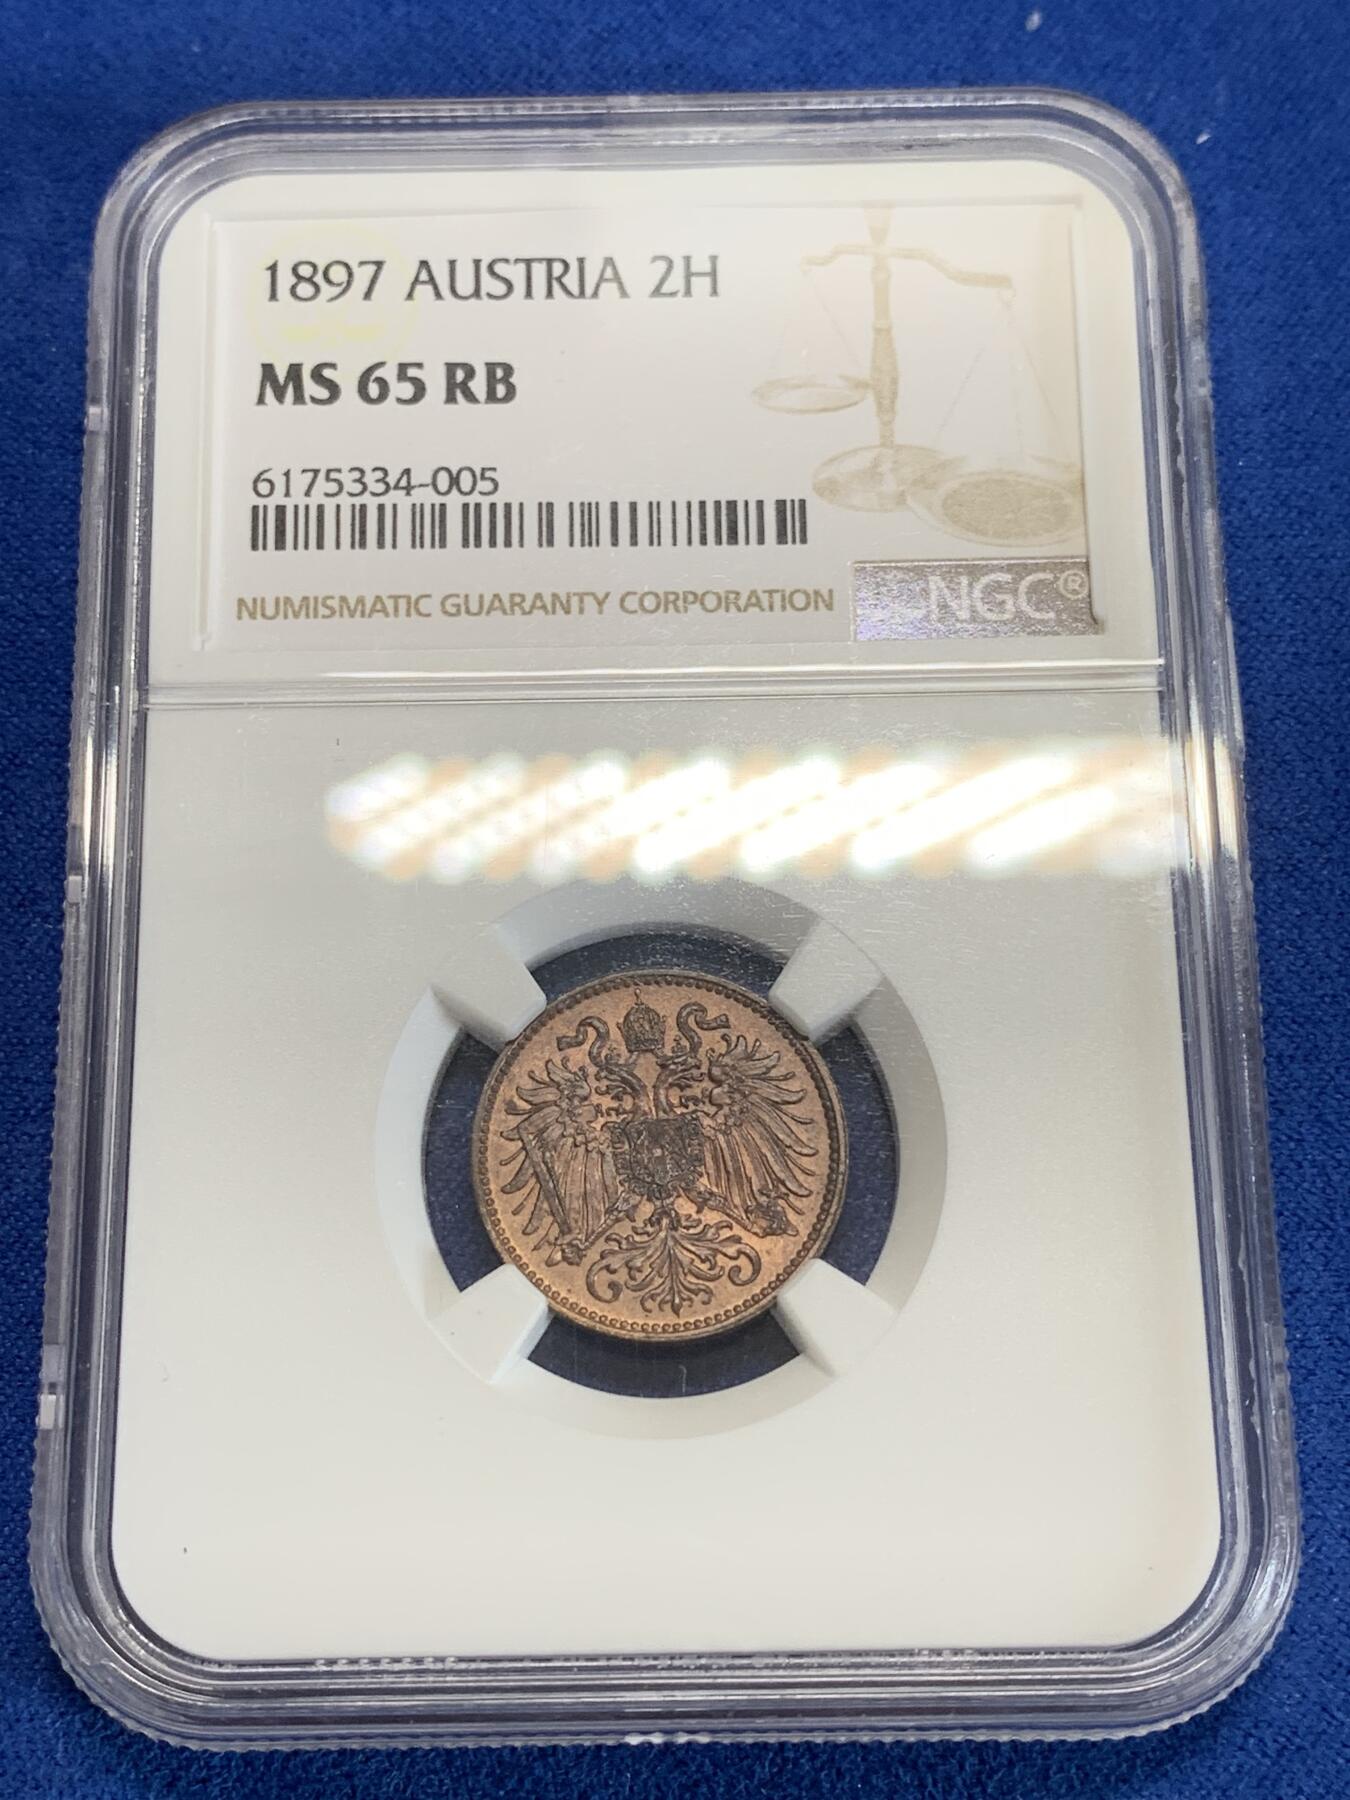 1897 AUSTRIA 2H
MS 65 RB
6175334-005
NUMISMATIC GUARANTY CORPORATION
NGC®